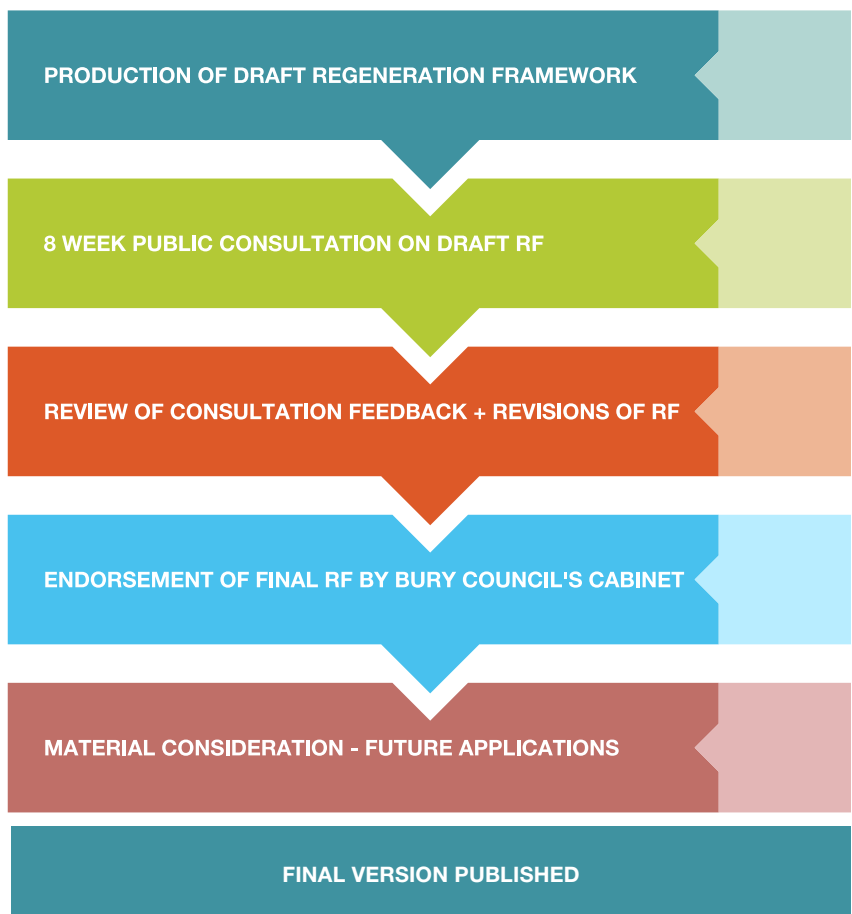 PRODUCTION OF DRAFT REGENERATION FRAMEWORK
8 WEEK PUBLIC CONSULTATION ON DRAFT RF
REVIEW OF CONSULTATION FEEDBACK + REVISIONS OF RF
ENDORSEMENT OF FINAL RF BY BURY COUNCIL'S CABINET
MATERIAL CONSIDERATION - FUTURE APPLICATIONS
FINAL VERSION PUBLISHED